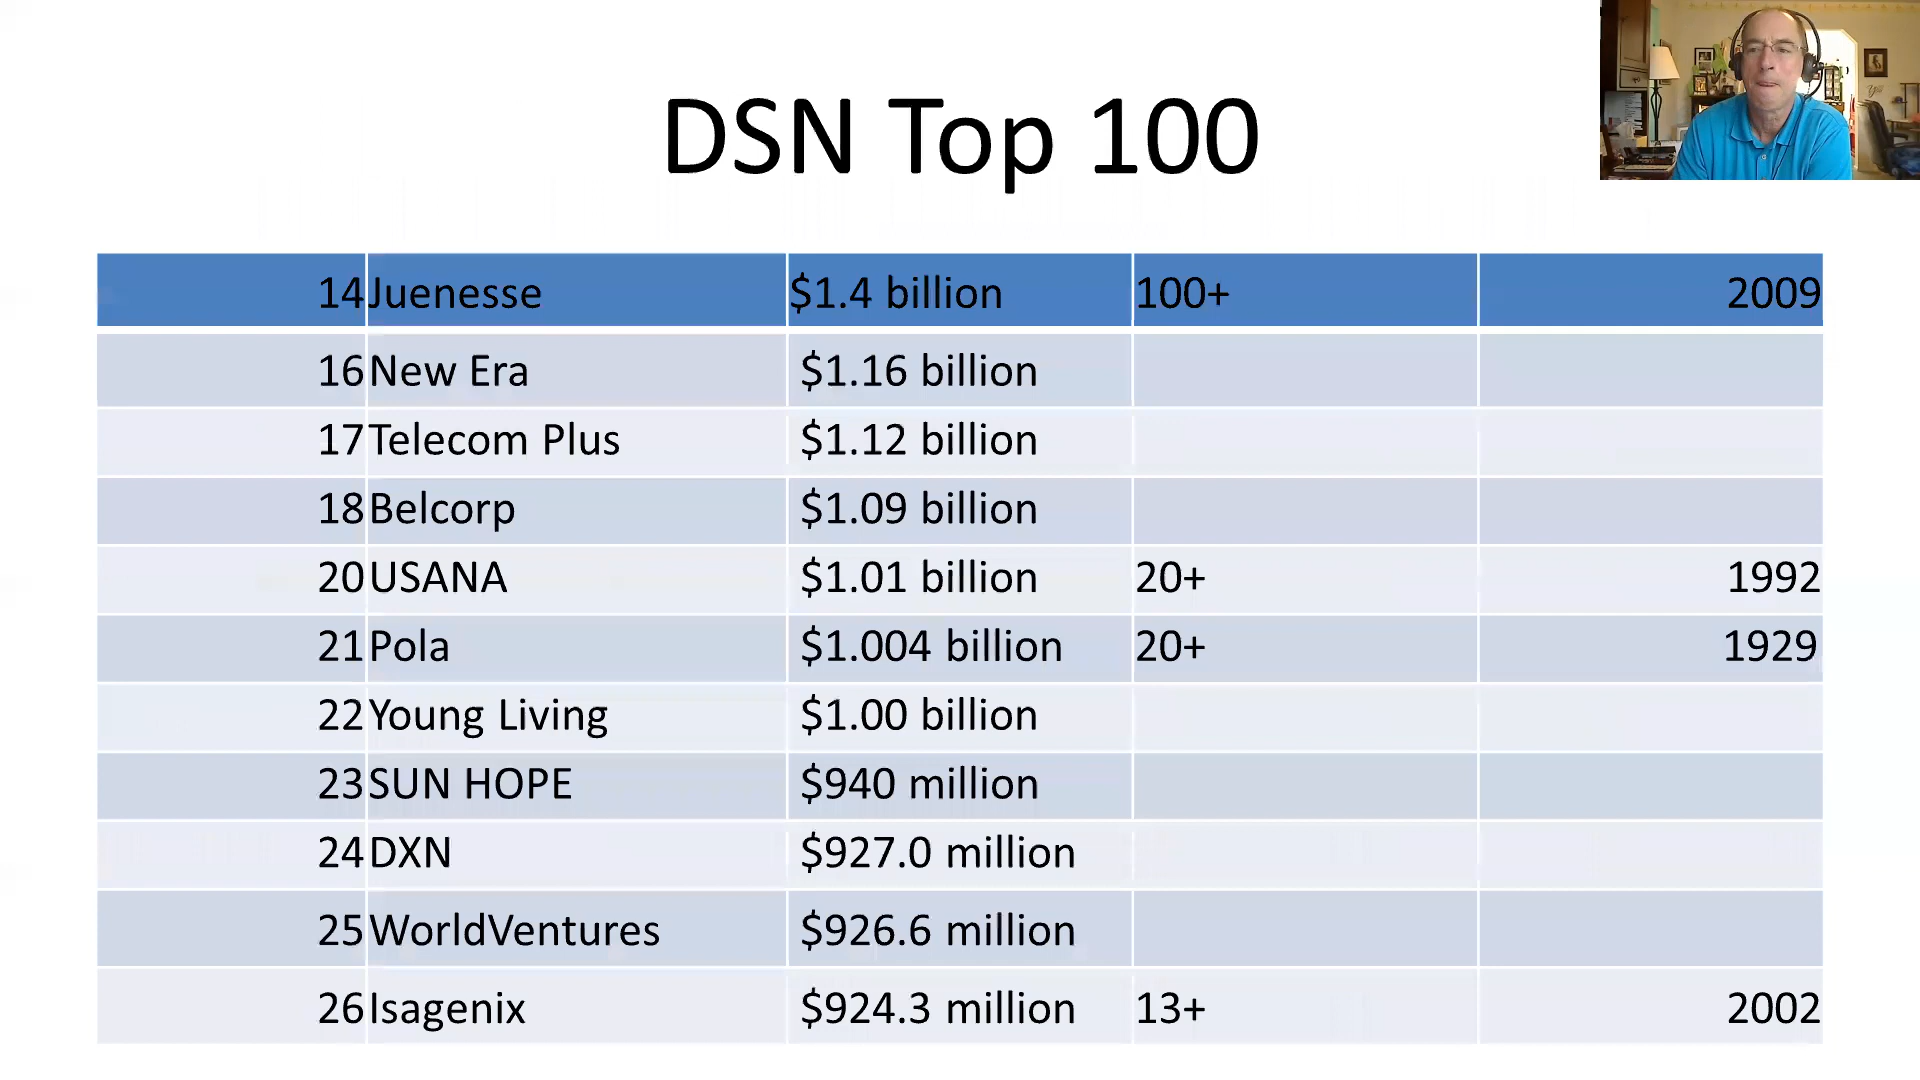 DSN Top 100
14 Juenesse $1.4 billion 100+ 2009
16 New Era $1.16 billion
17 Telecom Plus $1.12 billion
18 Belcorp $1.09 billion
20 USANA $1.01 billion 20+ 1992
21 Pola $1.004 billion 20+ 1929
22 Young Living $1.00 billion
23 SUN HOPE $940 million
24 DXN $927.0 million
25 WorldVentures $926.6 million
26 Isagenix $924.3 million 13+ 2002